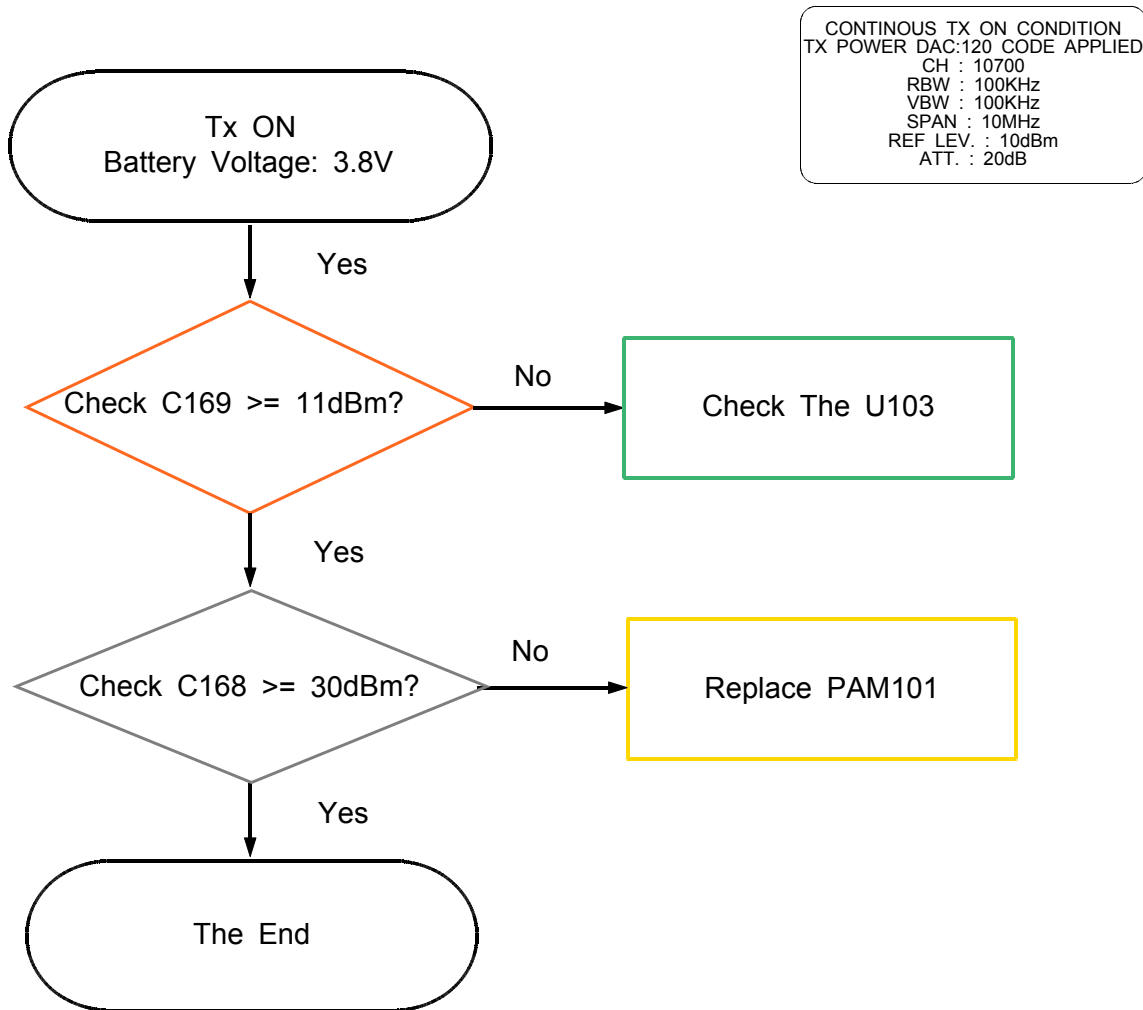 CONTINOUS TX ON CONDITION
TX POWER DAC:120 CODE APPLIED
CH : 10700
RBW : 100KHz
VBW : 100KHz
SPAN : 10MHz
REF LEV. : 10dBm
ATT. : 20dB
Tx ON
Battery Voltage: 3.8V
Yes
Check C169 >= 11dBm?
No
Check The U103
Yes
Check C168 >= 30dBm?
No
Replace PAM101
Yes
The End